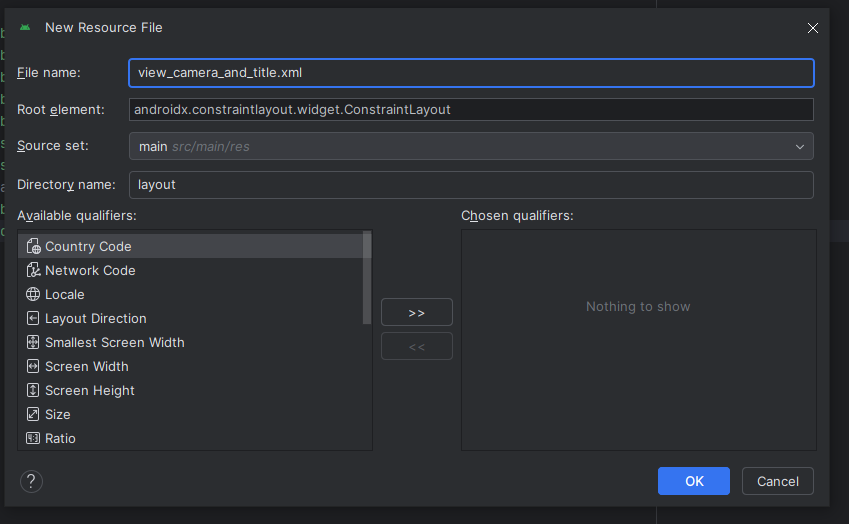 New Resource File
File name: view_camera_and_title.xml
Root element: androidx.constraintlayout.widget.ConstraintLayout
Source set: main src/main/res
Directory name: layout
Available qualifiers: Chosen qualifiers:
Country Code
Network Code
Locale
Layout Direction
Smallest Screen Width
Screen Width
Screen Height
Size
Ratio
>>
<<
Nothing to show
?
OK Cancel